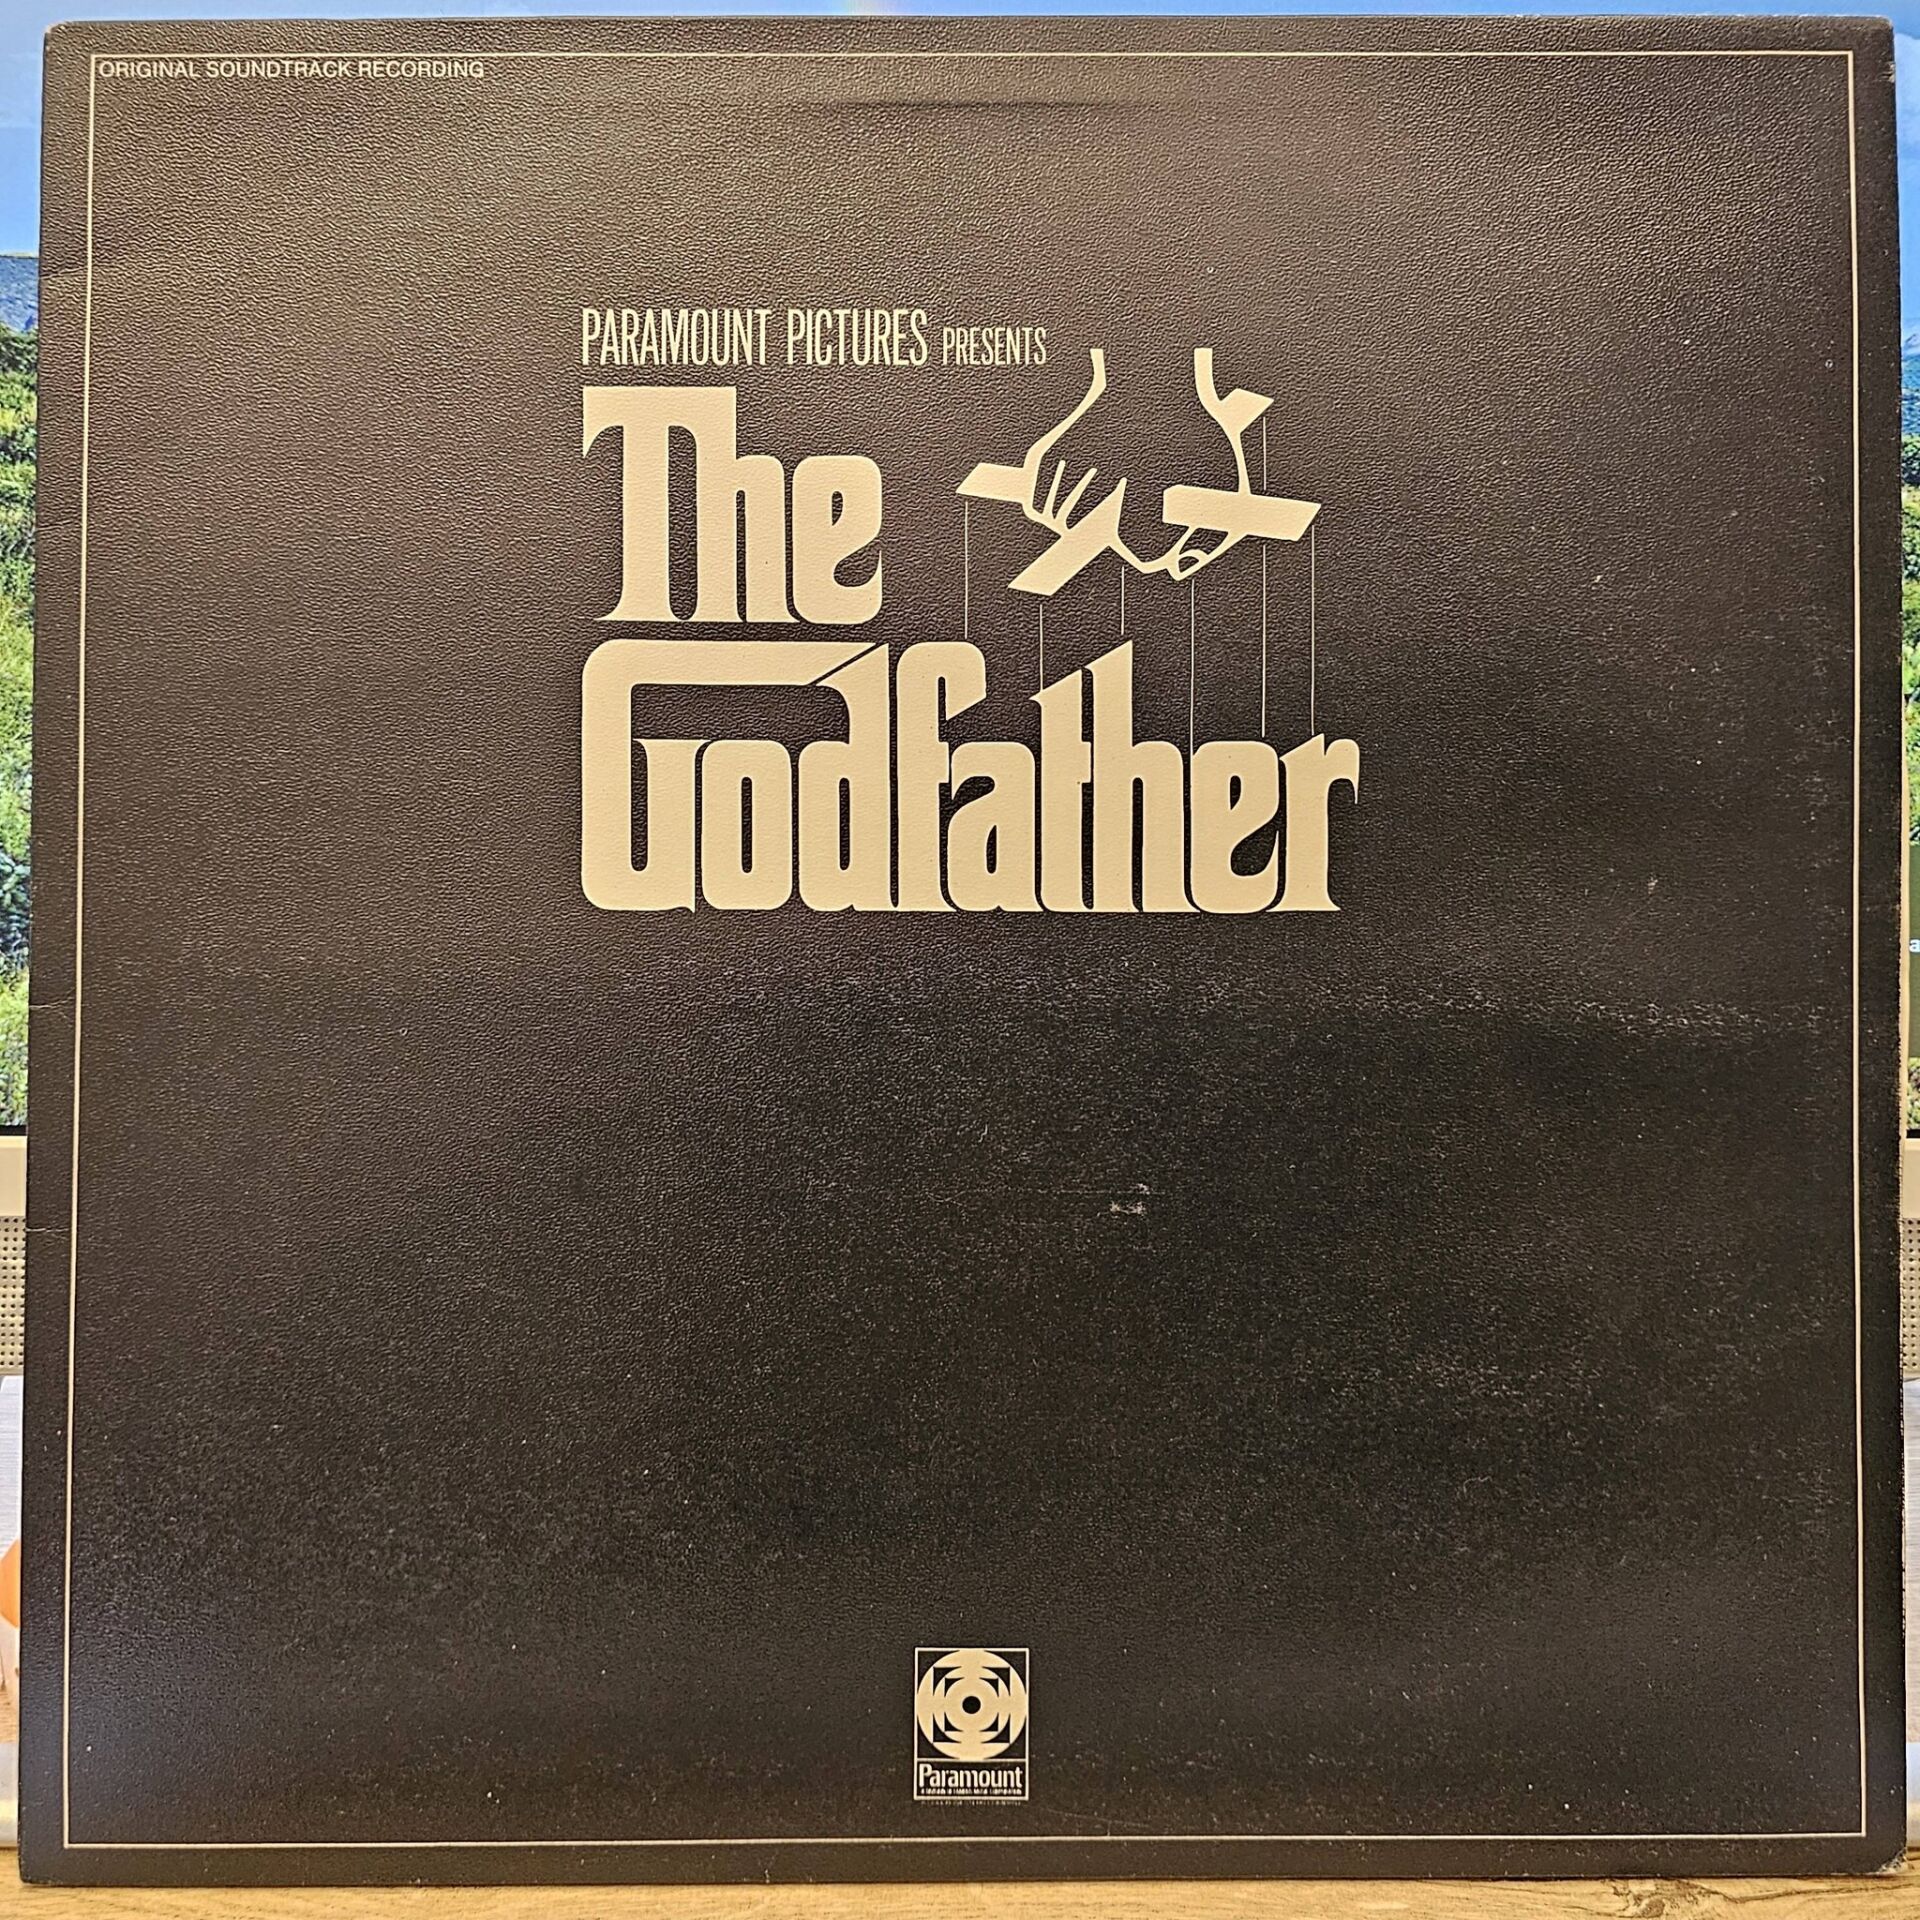 ORIGINAL SOUNDTRACK RECORDING
PARAMOUNT PICTURES PRESENTS
The
Godfather
Paramount